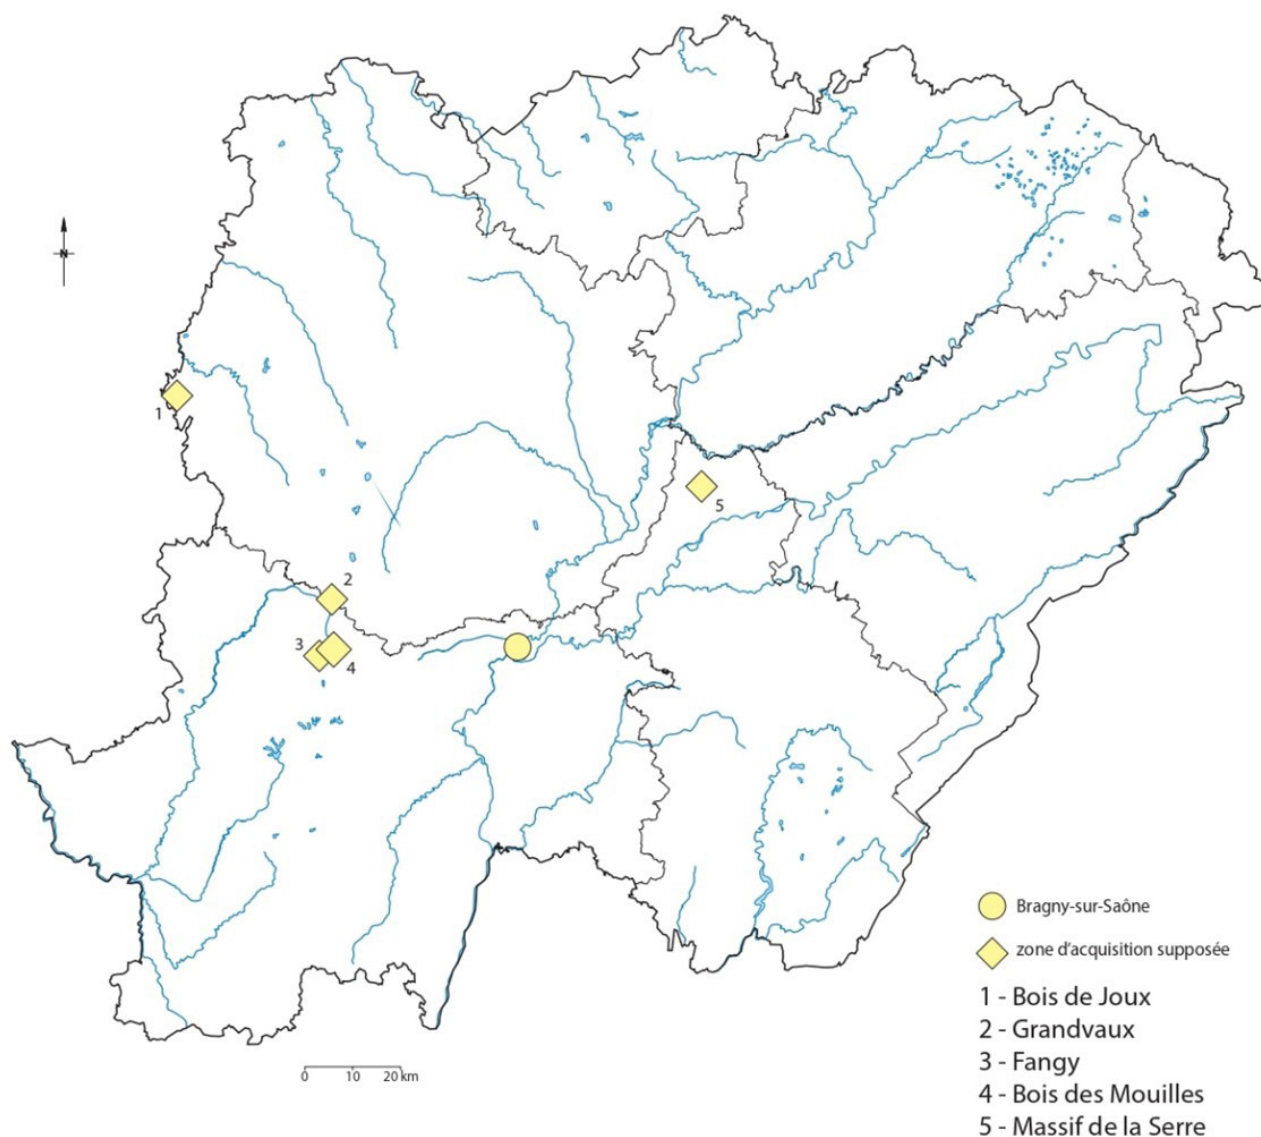 N
1
5
2
3
4
Bragny-sur-Saône
zone d'acquisition supposée
1 - Bois de Joux
2 - Grandvaux
3 - Fangy
4 - Bois des Mouilles
5 - Massif de la Serre
0 10 20 km